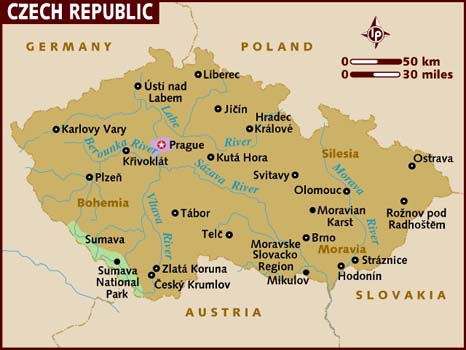 CZECH REPUBLIC
GERMANY
POLAND
lp
0 50 km
0 30 miles
Liberec
Ústí nad
Labem
Labe
Jičín
Hradec
Králové
Karlovy Vary
Prague
River
Berounka River
Křivoklát
Kutá Hora
Silesia
Ostrava
Sázava River
Svitavy
Plzeň
Olomouc
Morava
River
Bohemia
Vltava
River
Tábor
Moravian
Karst
Rožnov pod
Radhoštěm
Telč
Brno
Sumava
Moravske
Slovacko
Region
Moravia
Stráznice
Sumava
National
Park
Zlatá Koruna
Český Krumlov
Mikulov
Hodonín
SLOVAKIA
AUSTRIA